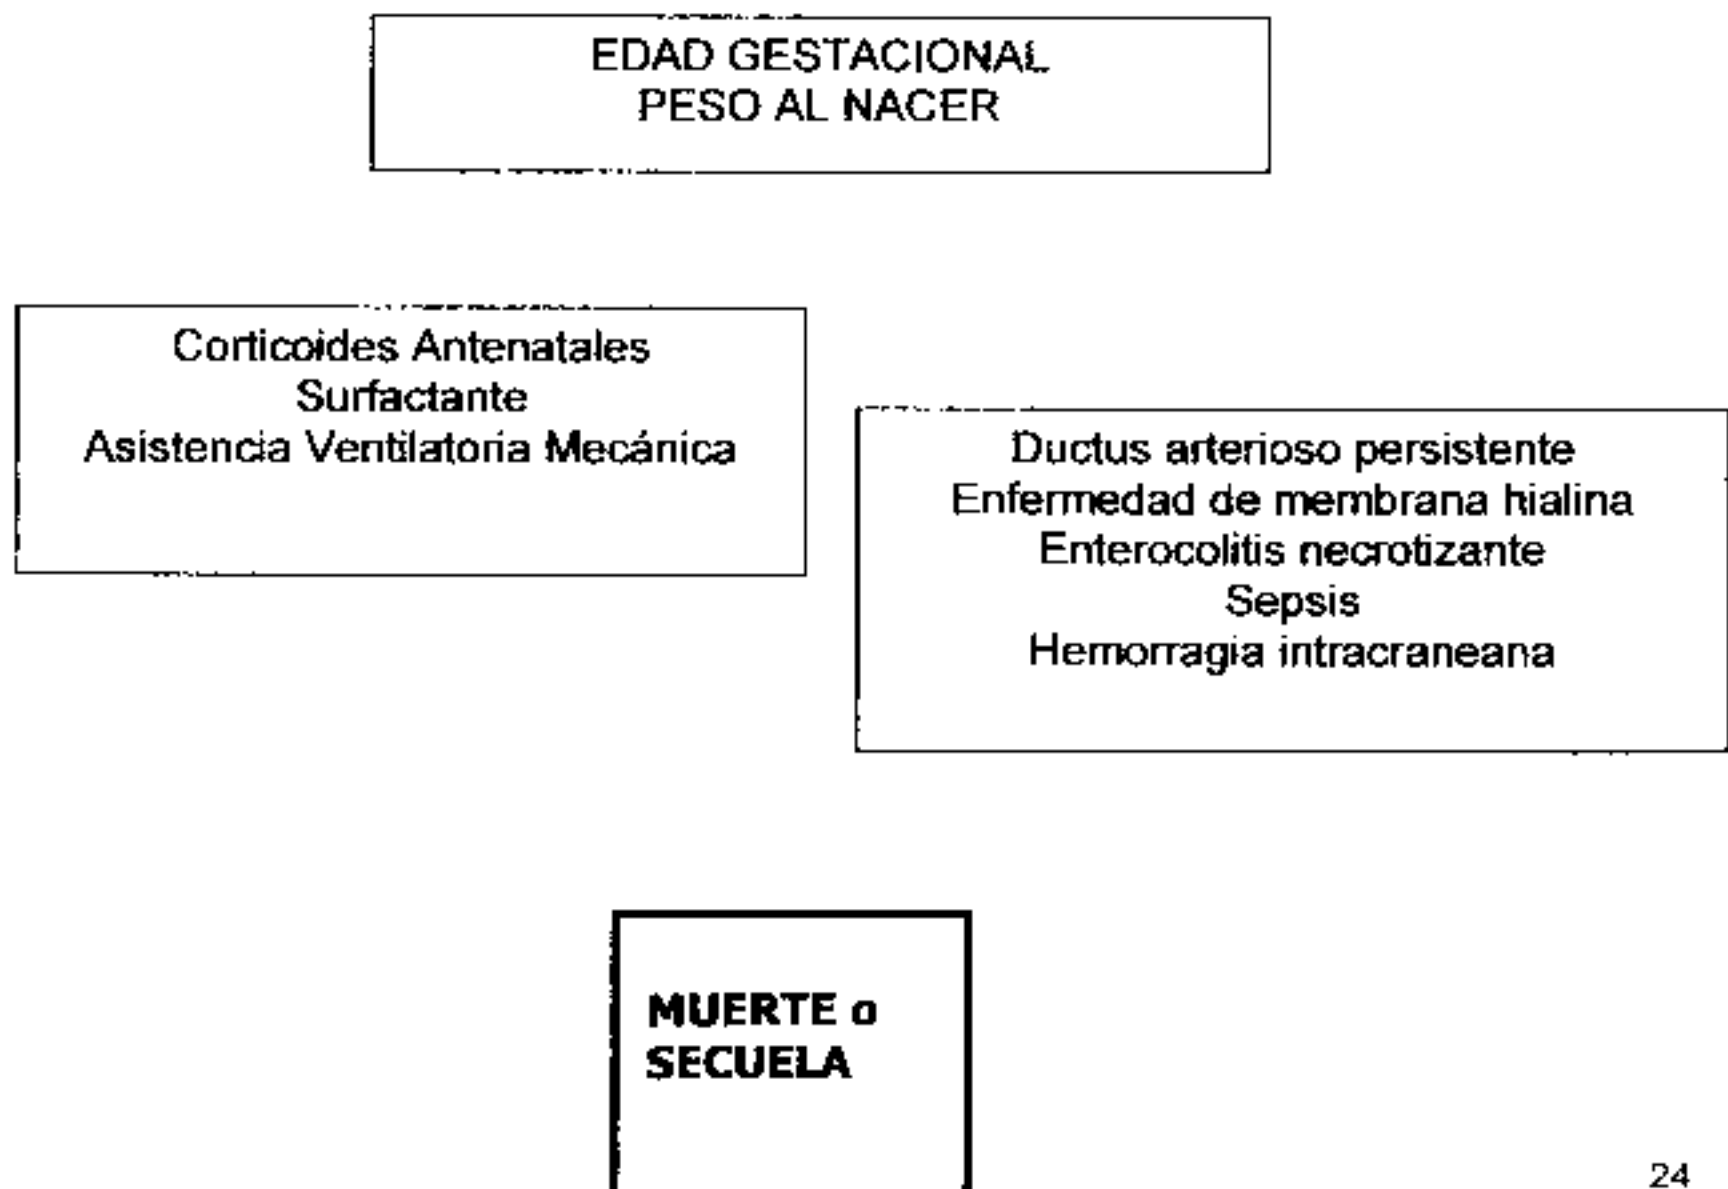 EDAD GESTACIONAL
PESO AL NACER
Corticoides Antenatales
Surfactante
Asistencia Ventilatoria Mecánica
Ductus arterioso persistente
Enfermedad de membrana hialina
Enterocolitis necrotizante
Sepsis
Hemorragia intracraneana
MUERTE o
SECUELA
24